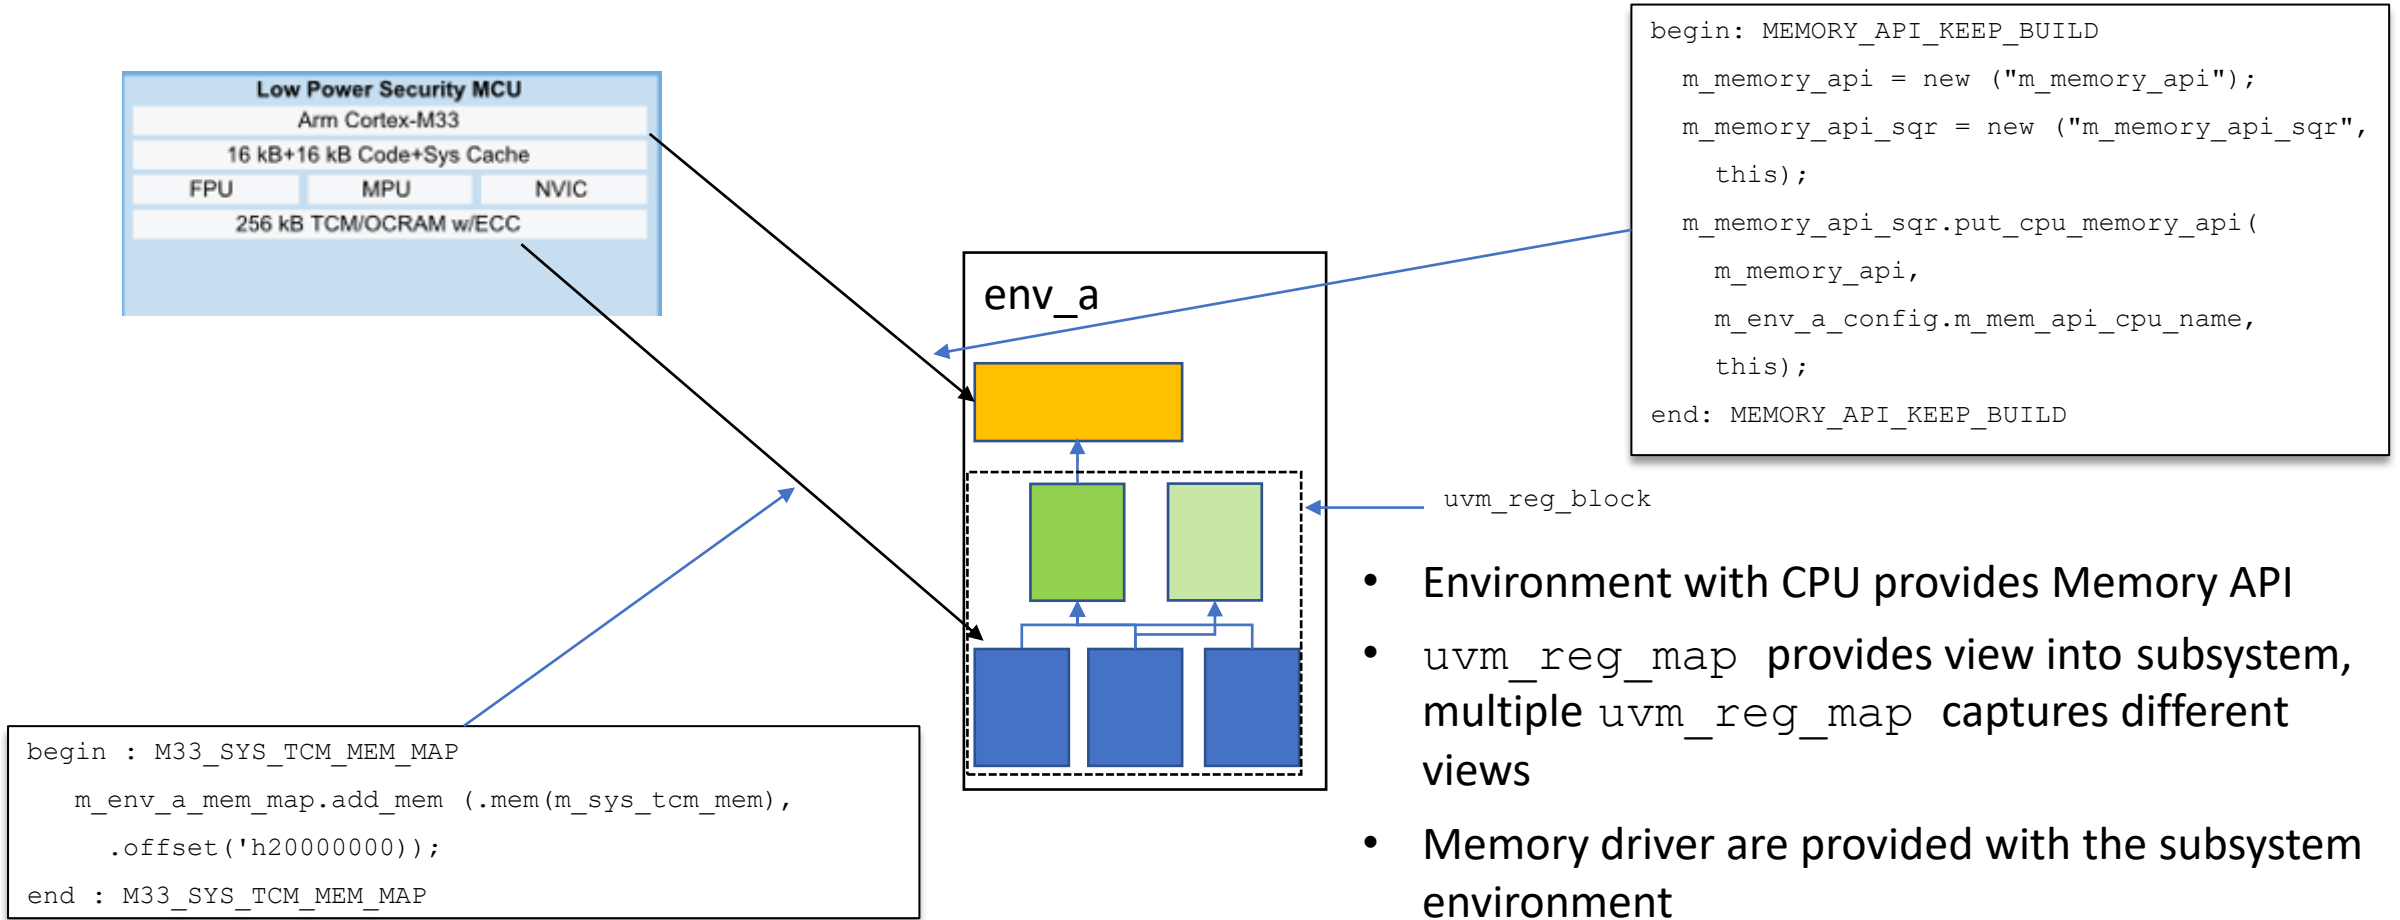 Low Power Security MCU
Arm Cortex-M33
16 kB+16 kB Code+Sys Cache
FPU MPU NVIC
256 kB TCM/OCRAM w/ECC
begin: MEMORY_API_KEEP_BUILD
m_memory_api = new ("m_memory_api");
m_memory_api_sqr = new ("m_memory_api_sqr",
this);
m_memory_api_sqr.put_cpu_memory_api(
m_memory_api,
m_env_a_config.m_mem_api_cpu_name,
this);
end: MEMORY_API_KEEP_BUILD
env_a
uvm_reg_block
• Environment with CPU provides Memory API
• uvm_reg_map provides view into subsystem,
multiple uvm_reg_map captures different
views
• Memory driver are provided with the subsystem
environment
begin : M33_SYS_TCM_MEM_MAP
m_env_a_mem_map.add_mem (.mem(m_sys_tcm_mem),
.offset('h20000000));
end : M33_SYS_TCM_MEM_MAP